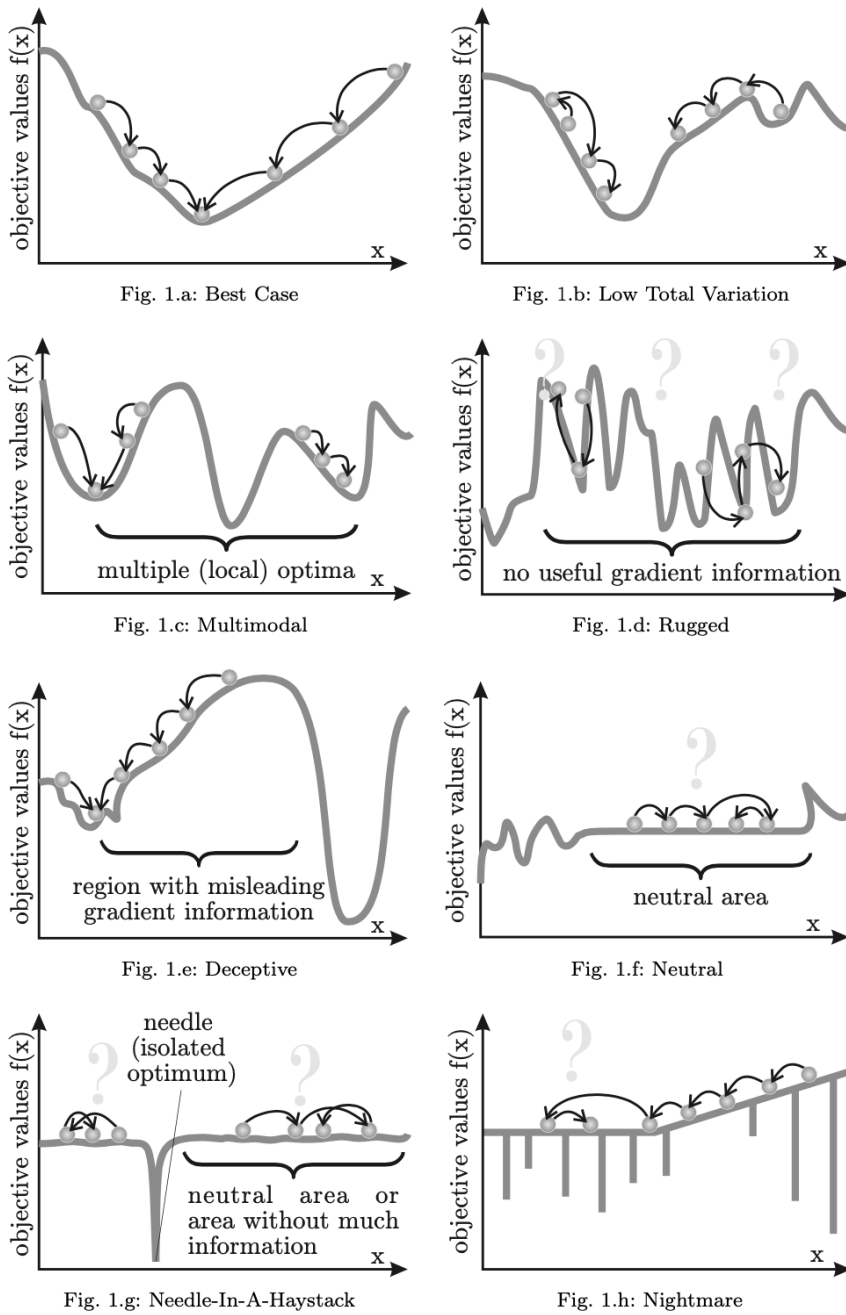 objective values f(x)
x
Fig. 1.a: Best Case
objective values f(x)
x
Fig. 1.b: Low Total Variation
objective values f(x)
multiple (local) optima
x
Fig. 1.c: Multimodal
objective values f(x)
?
?
?
no useful gradient information
x
Fig. 1.d: Rugged
objective values f(x)
region with misleading
gradient information
x
Fig. 1.e: Deceptive
objective values f(x)
?
neutral area
x
Fig. 1.f: Neutral
objective values f(x)
?
needle
(isolated
optimum)
?
neutral area or
area without much
information
x
Fig. 1.g: Needle-In-A-Haystack
objective values f(x)
?
x
Fig. 1.h: Nightmare